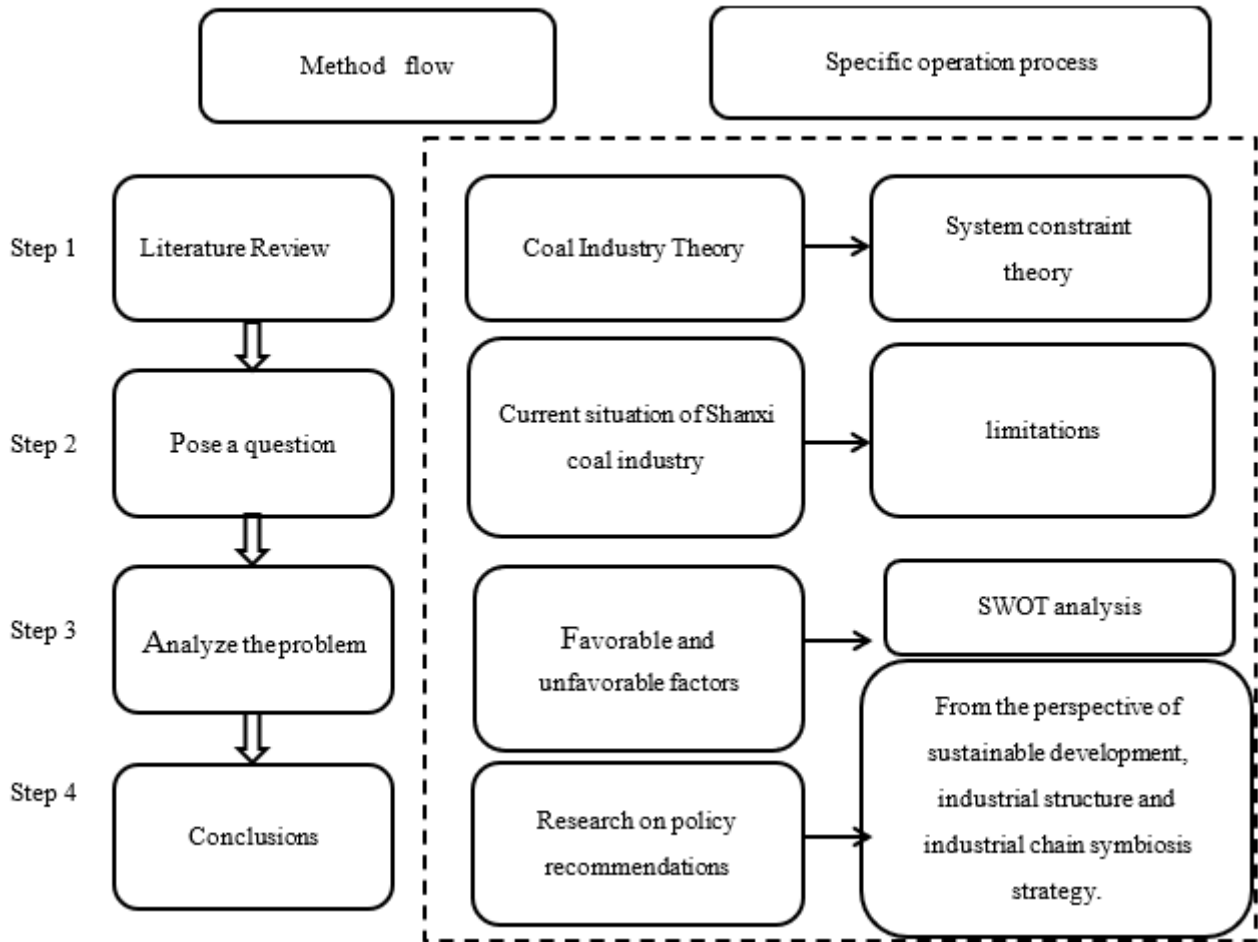 Method flow
Specific operation process
Step 1
Literature Review
Coal Industry Theory
System constraint
theory
Step 2
Pose a question
Current situation of Shanxi
coal industry
limitations
Step 3
Analyze the problem
Favorable and
unfavorable factors
SWOT analysis
Step 4
Conclusions
Research on policy
recommendations
From the perspective of
sustainable development,
industrial structure and
industrial chain symbiosis
strategy.